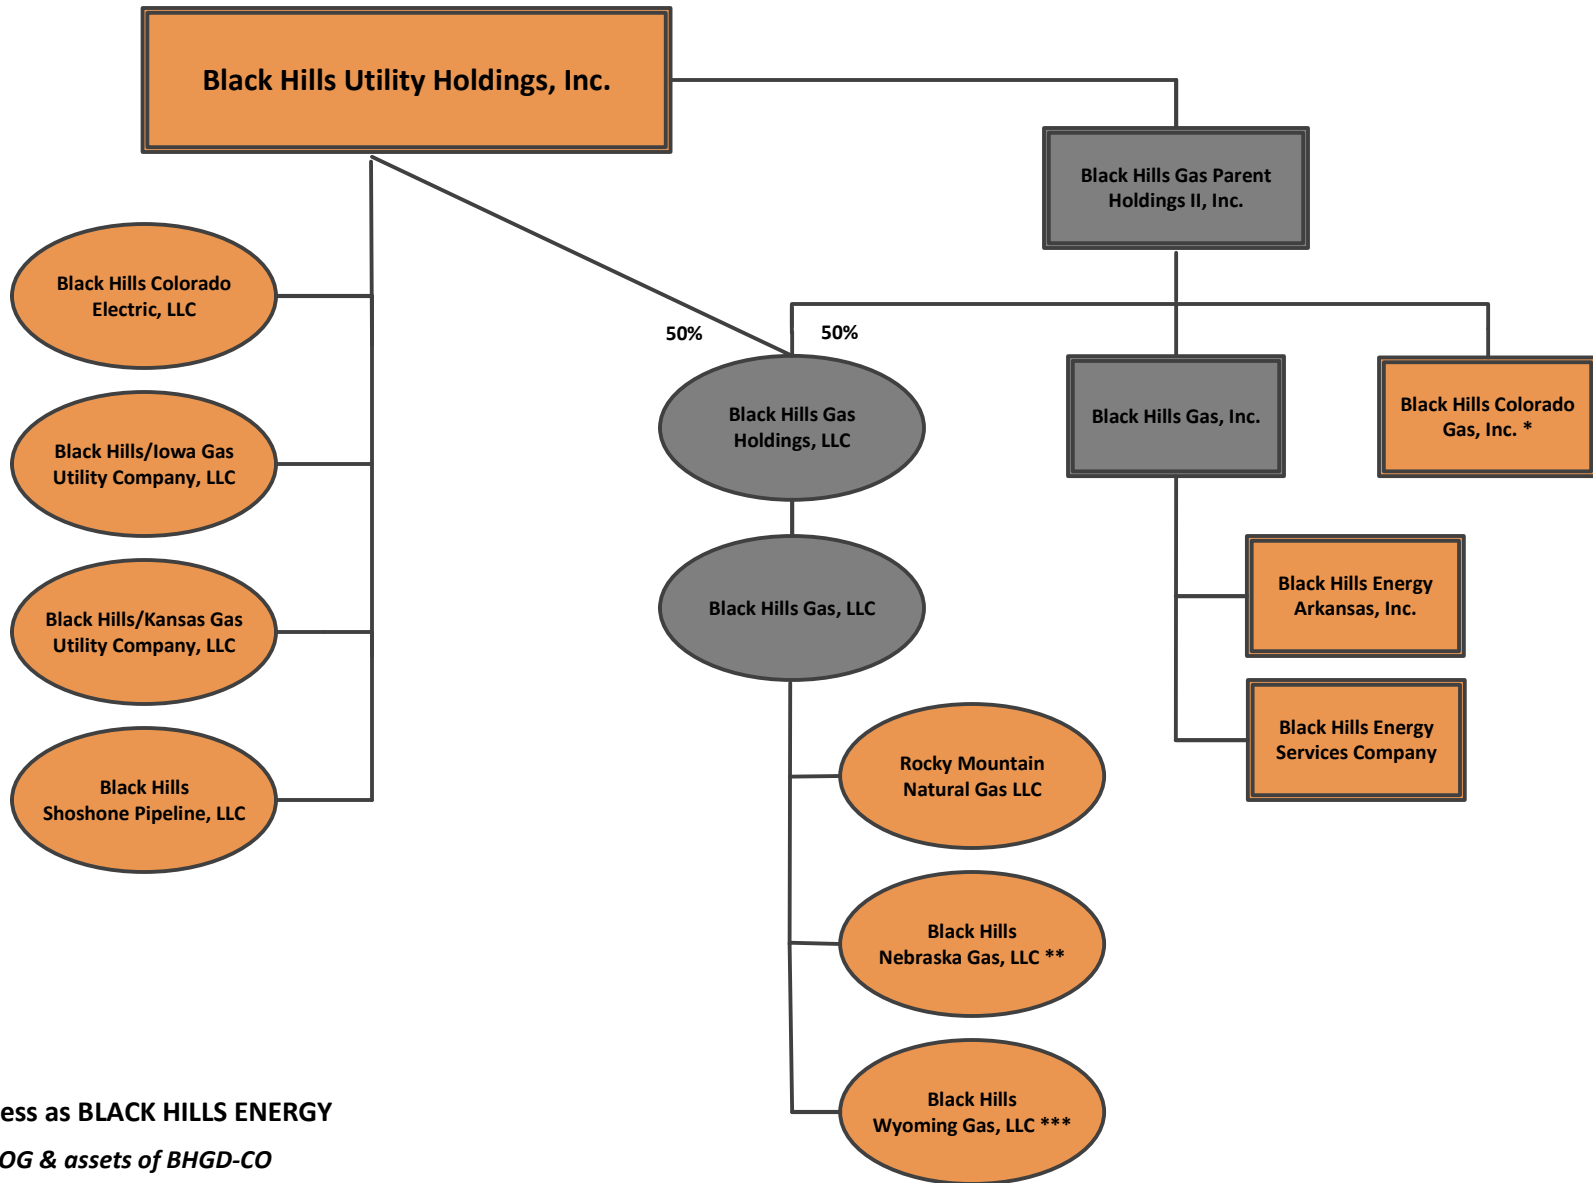 Black Hills Utility Holdings, Inc.
Black Hills Gas Parent
Holdings II, Inc.
Black Hills Colorado
Electric, LLC
50%
50%
Black Hills Gas
Holdings, LLC
Black Hills Gas, Inc.
Black Hills Colorado
Gas, Inc. *
Black Hills/Iowa Gas
Utility Company, LLC
Black Hills/Kansas Gas
Utility Company, LLC
Black Hills Gas, LLC
Black Hills Energy
Arkansas, Inc.
Black Hills Energy
Services Company
Black Hills
Shoshone Pipeline, LLC
Rocky Mountain
Natural Gas LLC
Black Hills
Nebraska Gas, LLC **
Black Hills
Wyoming Gas, LLC ***
ess as BLACK HILLS ENERGY
OG & assets of BHGD-CO